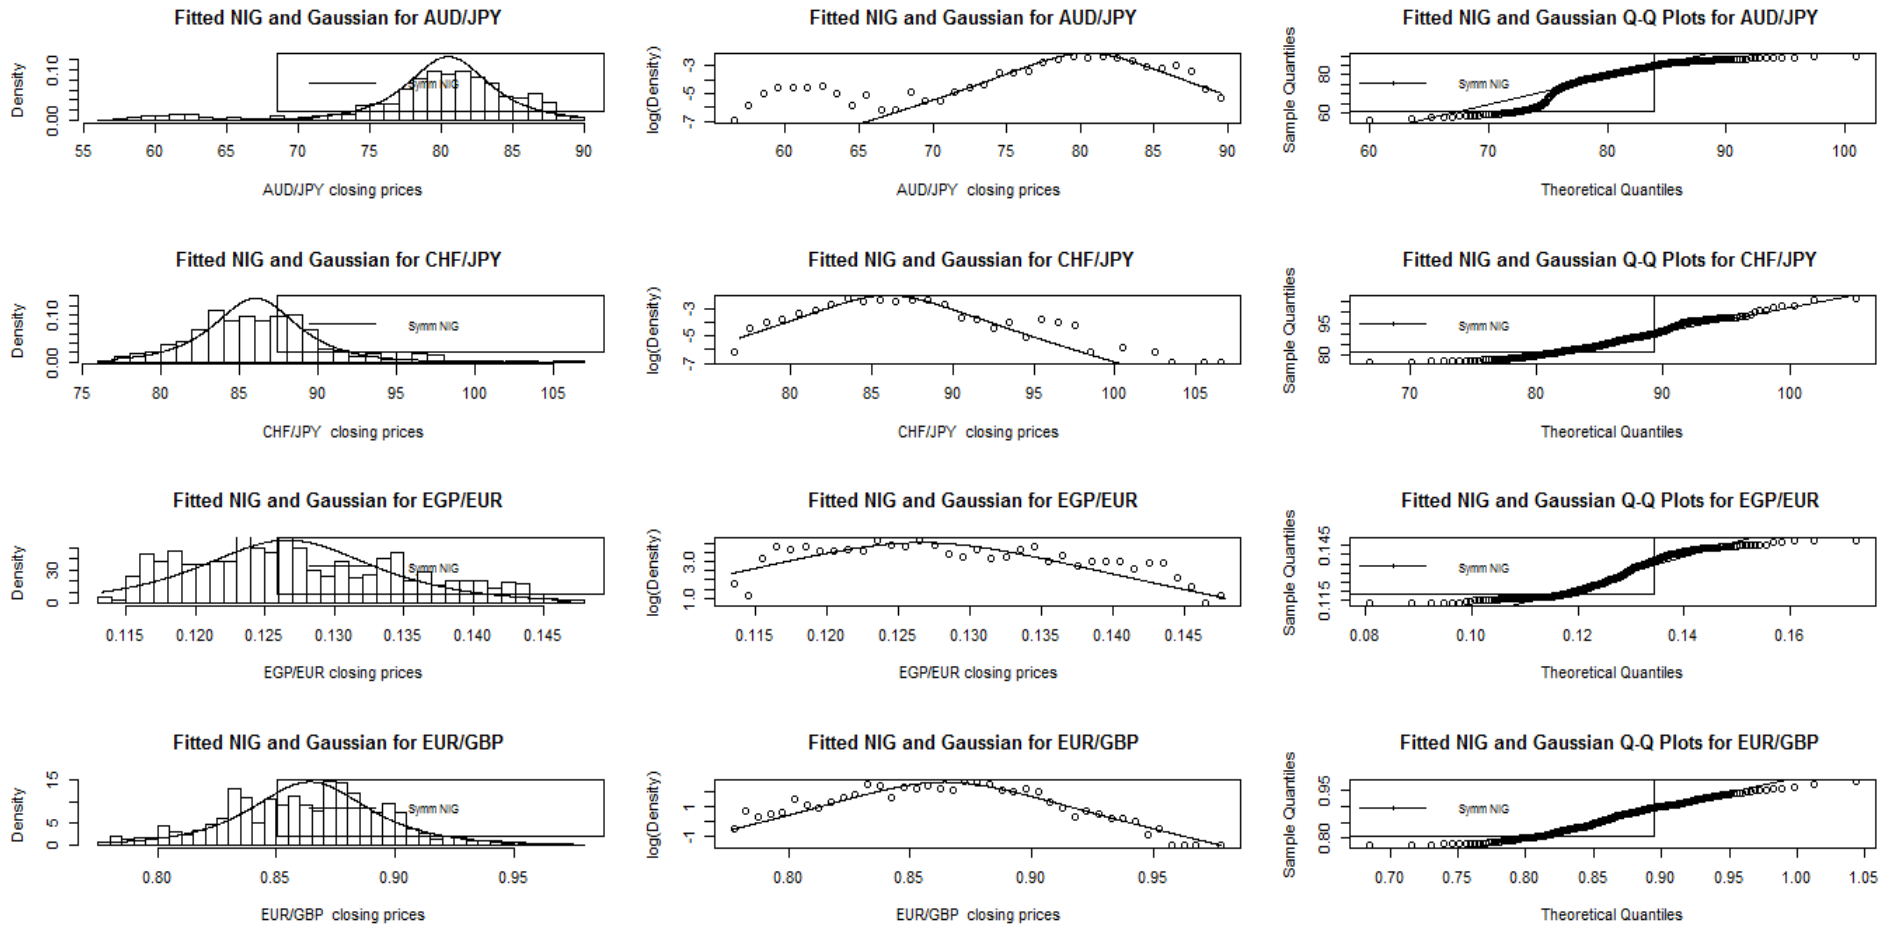 Fitted NIG and Gaussian for AUD/JPY
Density
0.00 0.10
Symm NIG
55 60 65 70 75 80 85 90
AUD/JPY closing prices
Fitted NIG and Gaussian for AUD/JPY
log(Density)
-7 -5 -3
60 65 70 75 80 85 90
AUD/JPY closing prices
Fitted NIG and Gaussian Q-Q Plots for AUD/JPY
Sample Quantiles
60 80
Symm NIG
60 70 80 90 100
Theoretical Quantiles
Fitted NIG and Gaussian for CHF/JPY
Density
0.00 0.10
Symm NIG
75 80 85 90 95 100 105
CHF/JPY closing prices
Fitted NIG and Gaussian for CHF/JPY
log(Density)
-7 -5 -3
80 85 90 95 100 105
CHF/JPY closing prices
Fitted NIG and Gaussian Q-Q Plots for CHF/JPY
Sample Quantiles
80 95
Symm NIG
70 80 90 100
Theoretical Quantiles
Fitted NIG and Gaussian for EGP/EUR
Density
0 30
Symm NIG
0.115 0.120 0.125 0.130 0.135 0.140 0.145
EGP/EUR closing prices
Fitted NIG and Gaussian for EGP/EUR
log(Density)
1.0 3.0
0.115 0.120 0.125 0.130 0.135 0.140 0.145
EGP/EUR closing prices
Fitted NIG and Gaussian Q-Q Plots for EGP/EUR
Sample Quantiles
0.115 0.145
Symm NIG
0.08 0.10 0.12 0.14 0.16
Theoretical Quantiles
Fitted NIG and Gaussian for EUR/GBP
Density
0 5 15
Symm NIG
0.80 0.85 0.90 0.95
EUR/GBP closing prices
Fitted NIG and Gaussian for EUR/GBP
log(Density)
-1 1
0.80 0.85 0.90 0.95
EUR/GBP closing prices
Fitted NIG and Gaussian Q-Q Plots for EUR/GBP
Sample Quantiles
0.80 0.95
Symm NIG
0.70 0.75 0.80 0.85 0.90 0.95 1.00 1.05
Theoretical Quantiles